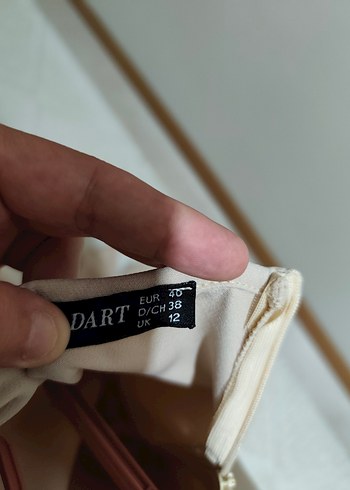 DART
EUR 40
D/CH 38
UK 12